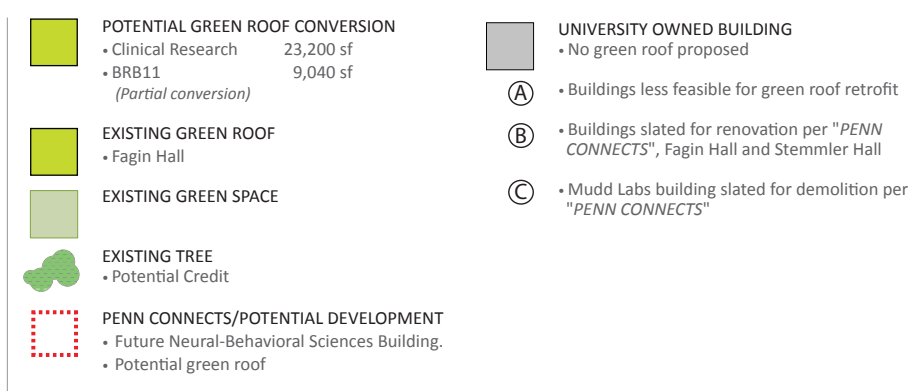 POTENTIAL GREEN ROOF CONVERSION
• Clinical Research 23,200 sf
• BRB11 9,040 sf
(Partial conversion)
EXISTING GREEN ROOF
• Fagin Hall
EXISTING GREEN SPACE
EXISTING TREE
• Potential Credit
PENN CONNECTS/POTENTIAL DEVELOPMENT
• Future Neural-Behavioral Sciences Building.
• Potential green roof
UNIVERSITY OWNED BUILDING
• No green roof proposed
A • Buildings less feasible for green roof retrofit
B • Buildings slated for renovation per "PENN
CONNECTS", Fagin Hall and Stemmler Hall
C • Mudd Labs building slated for demolition per
"PENN CONNECTS"